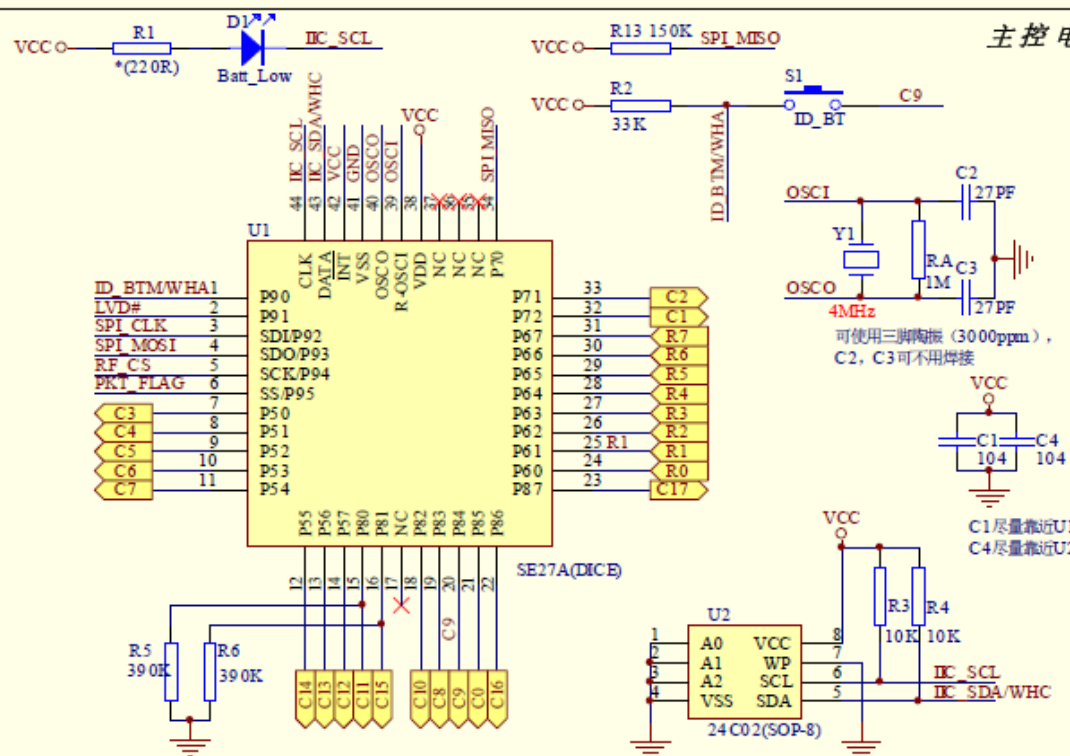 主控
VCC
R1
*(220R)
D1
Batt_Low
IIC_SCL
VCC
R13 150K
SPI_MISO
VCC
R2
33K
S1
ID_BT
C9
ID_BTM/WHA
IIC_SCL
IIC_SDA/WHC
VCC
GND
OSCO
OSCI
VCC
SPI MISO
44
43
42
41
40
39
38
37
36
35
34
U1
CLK
DATA
INT
VSS
OSCO
R-OSCI
VDD
NC
NC
NC
P70
ID_BTM/WHA 1 P90
LVD# 2 P91
SPI_CLK 3 SDI/P92
SPI_MOSI 4 SDO/P93
RF_CS 5 SCK/P94
PKT_FLAG 6 SS/P95
C3 7 P50
C4 8 P51
C5 9 P52
C6 10 P53
C7 11 P54
P71 33 C2
P72 32 C1
P67 31 R7
P66 30 R6
P65 29 R5
P64 28 R4
P63 27 R3
P62 26 R2
P61 25 R1 R1
P60 24 R0
P87 23 C17
P55
P56
P57
P80
P81
NC
P82
P83
P84
P85
P86
12
13
14
15
16
17
18
19
20
21
22
C9
SE27A(DICE)
R5
390K
R6
390K
C14
C13
C12
C11
C15
C10
C8
C9
C0
C16
OSCI
OSCO
Y1
4MHz
RA
1M
C2
27PF
C3
27PF
可使用三脚陶振（3000ppm），
C2，C3可不用焊接
VCC
C1
104
C4
104
C1尽量靠近U1
C4尽量靠近U2
VCC
R3
10K
R4
10K
U2
1 A0 VCC 8
2 A1 WP 7
3 A2 SCL 6
4 VSS SDA 5
IIC_SCL
IIC_SDA/WHC
24C02(SOP-8)